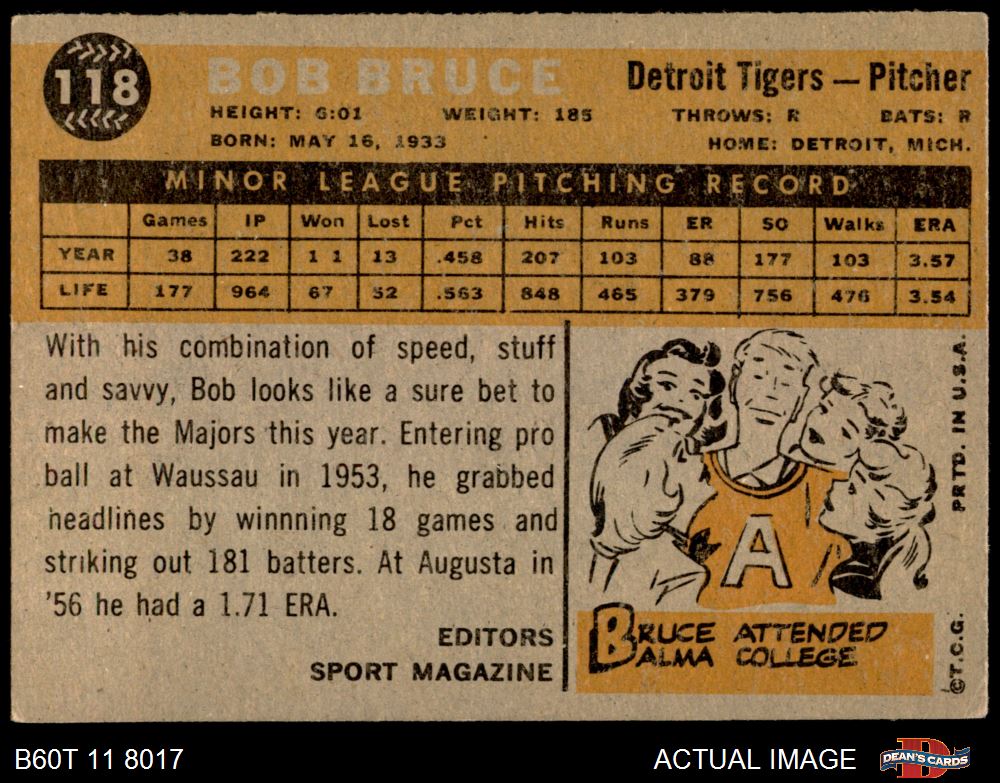 118
BOB BRUCE
Detroit Tigers — Pitcher
HEIGHT: 6:01 WEIGHT: 185 THROWS: R BATS: R
BORN: MAY 16, 1933 HOME: DETROIT, MICH.
MINOR LEAGUE PITCHING RECORD
Games IP Won Lost Pct Hits Runs ER SO Walks ERA
YEAR 38 222 1 1 13 .458 207 103 88 177 103 3.57
LIFE 177 964 67 52 .563 848 465 379 756 476 3.54
With his combination of speed, stuff
and savvy, Bob looks like a sure bet to
make the Majors this year. Entering pro
ball at Waussau in 1953, he grabbed
headlines by winnning 18 games and
striking out 181 batters. At Augusta in
'56 he had a 1.71 ERA.
EDITORS
SPORT MAGAZINE
A
BRUCE ATTENDED
ALMA COLLEGE
PRTD. IN U.S.A.
©T.C.G.
B60T 11 8017
ACTUAL IMAGE
D
DEAN'S CARDS